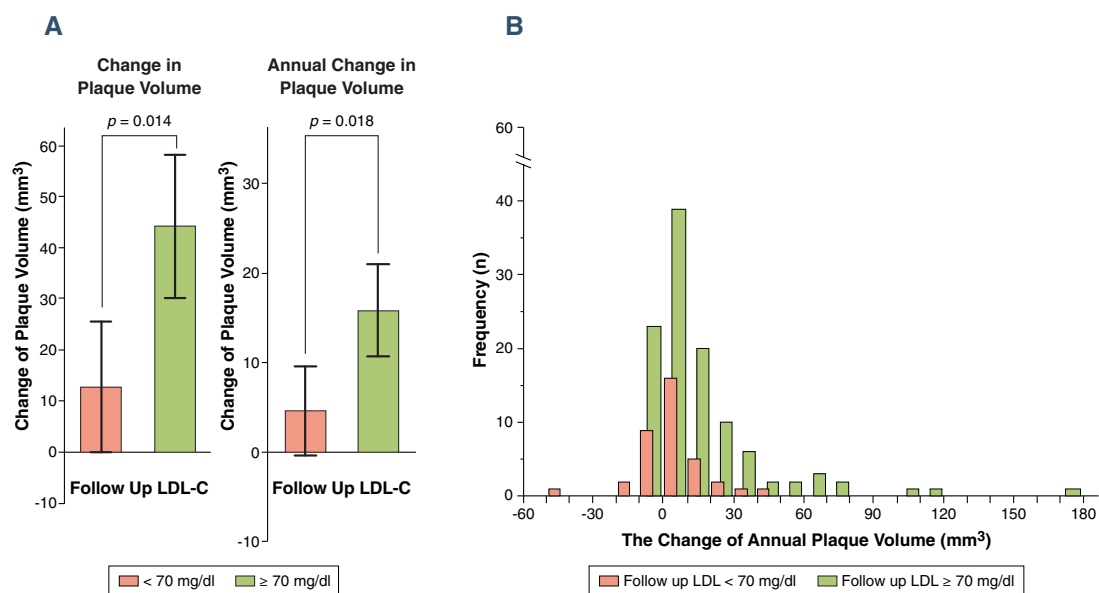 A
Change in
Plaque Volume
p = 0.014
Change of Plaque Volume (mm³)
60
50
40
30
20
10
0
-10
Follow Up LDL-C
Annual Change in
Plaque Volume
p = 0.018
Change of Plaque Volume (mm³)
30
20
10
0
-10
Follow Up LDL-C
< 70 mg/dl
≥ 70 mg/dl
B
Frequency (n)
60
40
30
20
10
0
-60 -30 0 30 60 90 120 150 180
The Change of Annual Plaque Volume (mm³)
Follow up LDL < 70 mg/dl
Follow up LDL ≥ 70 mg/dl